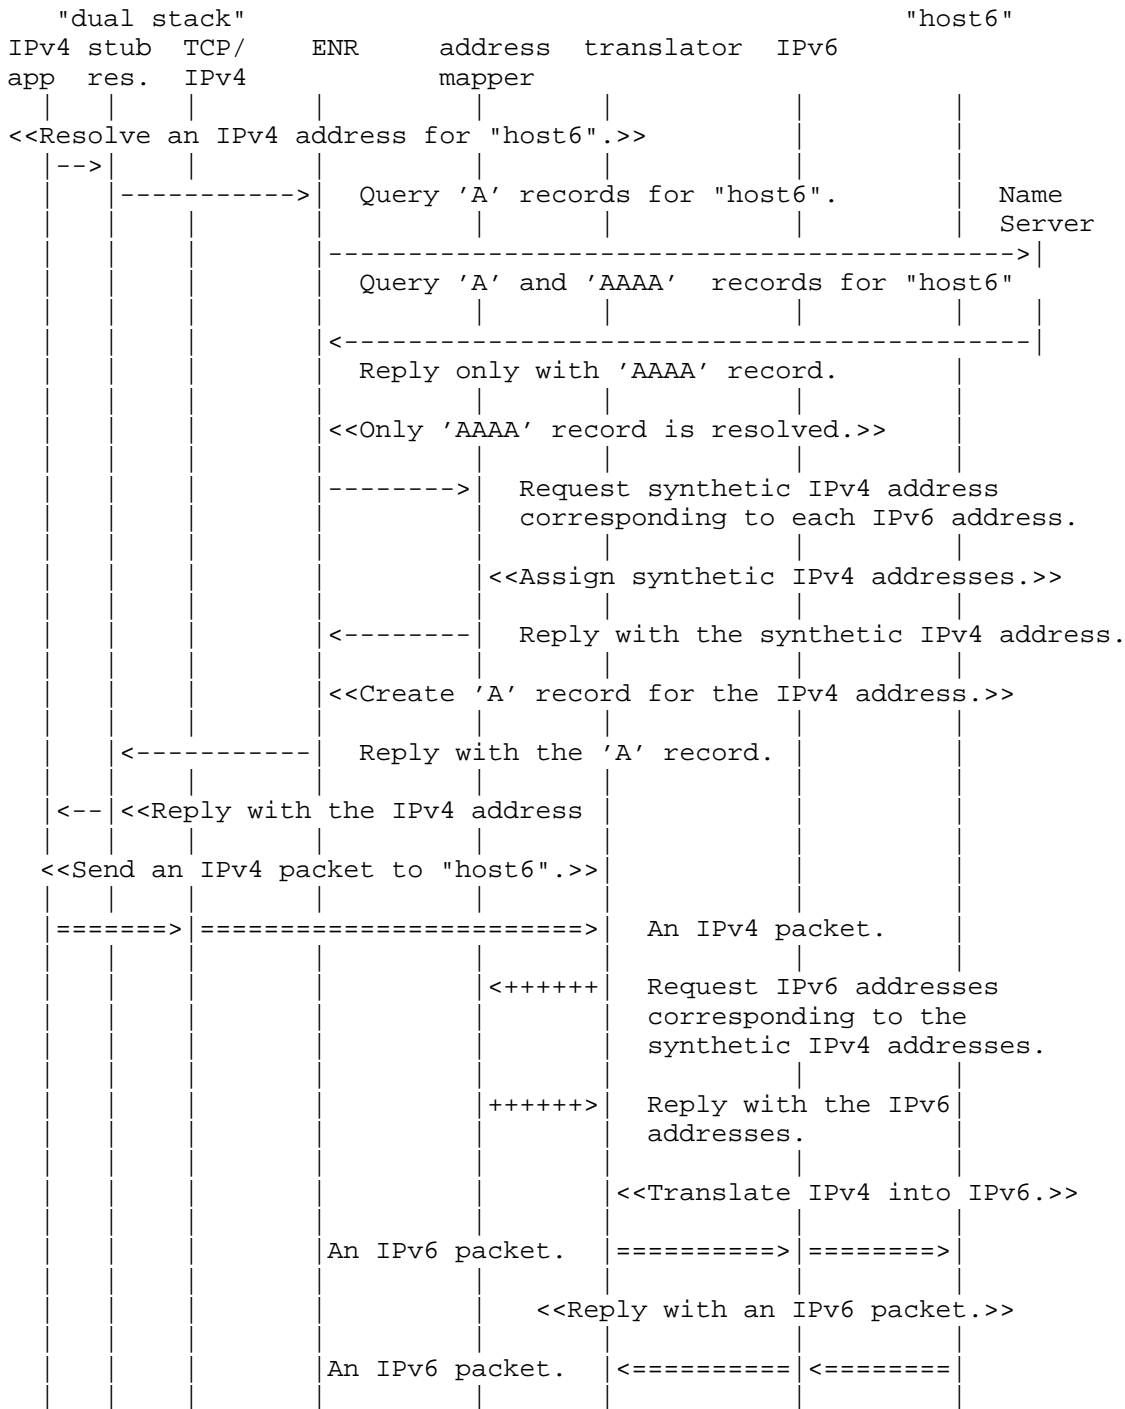 "dual stack" "host6"
IPv4 stub TCP/ ENR address translator IPv6
app res. IPv4 mapper
<<Resolve an IPv4 address for "host6".>>
Query 'A' records for "host6". Name
Server
Query 'A' and 'AAAA' records for "host6"
Reply only with 'AAAA' record.
<<Only 'AAAA' record is resolved.>>
Request synthetic IPv4 address
corresponding to each IPv6 address.
<<Assign synthetic IPv4 addresses.>>
Reply with the synthetic IPv4 address.
<<Create 'A' record for the IPv4 address.>>
Reply with the 'A' record.
<<Reply with the IPv4 address
<<Send an IPv4 packet to "host6".>>
An IPv4 packet.
Request IPv6 addresses
corresponding to the
synthetic IPv4 addresses.
Reply with the IPv6
addresses.
<<Translate IPv4 into IPv6.>>
An IPv6 packet.
<<Reply with an IPv6 packet.>>
An IPv6 packet.